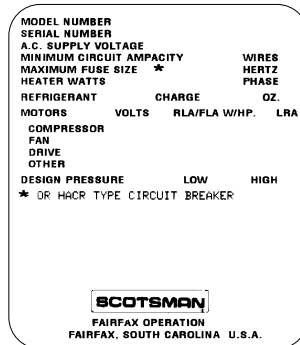 MODEL NUMBER
SERIAL NUMBER
A.C. SUPPLY VOLTAGE
MINIMUM CIRCUIT AMPACITY WIRES
MAXIMUM FUSE SIZE * HERTZ
HEATER WATTS PHASE
REFRIGERANT CHARGE OZ.
MOTORS VOLTS RLA/FLA W/HP. LRA
COMPRESSOR
FAN
DRIVE
OTHER
DESIGN PRESSURE LOW HIGH
* OR HACR TYPE CIRCUIT BREAKER
SCOTSMAN
FAIRFAX OPERATION
FAIRFAX, SOUTH CAROLINA U.S.A.